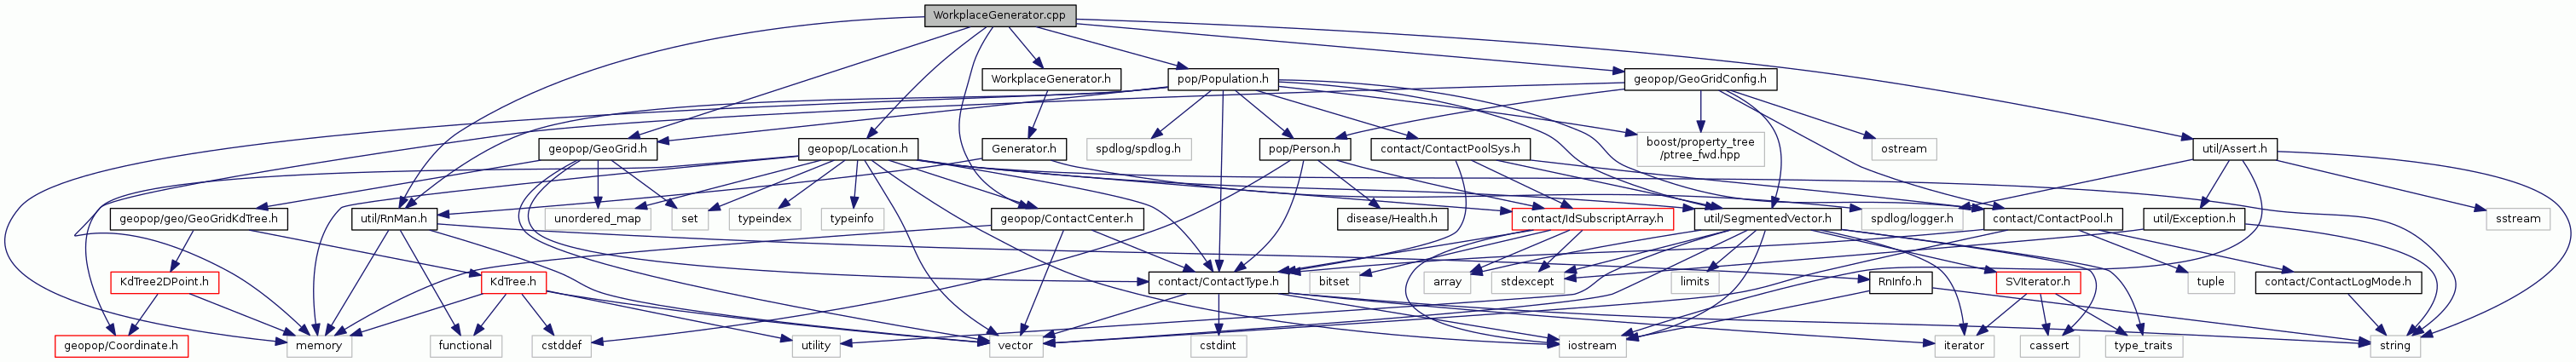 WorkplaceGenerator.cpp
WorkplaceGenerator.h
pop/Population.h
geopop/GeoGridConfig.h
geopop/GeoGrid.h
geopop/Location.h
Generator.h
spdlog/spdlog.h
pop/Person.h
contact/ContactPoolSys.h
boost/property_tree
/ptree_fwd.hpp
ostream
util/Assert.h
geopop/geo/GeoGridKdTree.h
util/RnMan.h
unordered_map
set
typeindex
typeinfo
geopop/ContactCenter.h
disease/Health.h
contact/IdSubscriptArray.h
util/SegmentedVector.h
spdlog/logger.h
contact/ContactPool.h
util/Exception.h
sstream
KdTree2DPoint.h
KdTree.h
contact/ContactType.h
bitset
array
stdexcept
limits
RnInfo.h
SVIterator.h
tuple
contact/ContactLogMode.h
geopop/Coordinate.h
memory
functional
cstddef
utility
vector
cstdint
iostream
iterator
cassert
type_traits
string